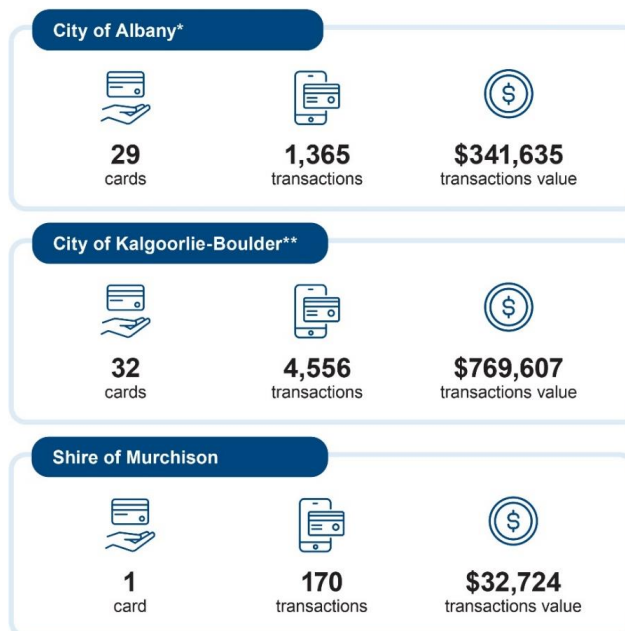 City of Albany*
29 1,365 $341,635
cards transactions transactions value
City of Kalgoorlie-Boulder**
32 4,556 $769,607
cards transactions transactions value
Shire of Murchison
1 170 $32,724
card transactions transactions value